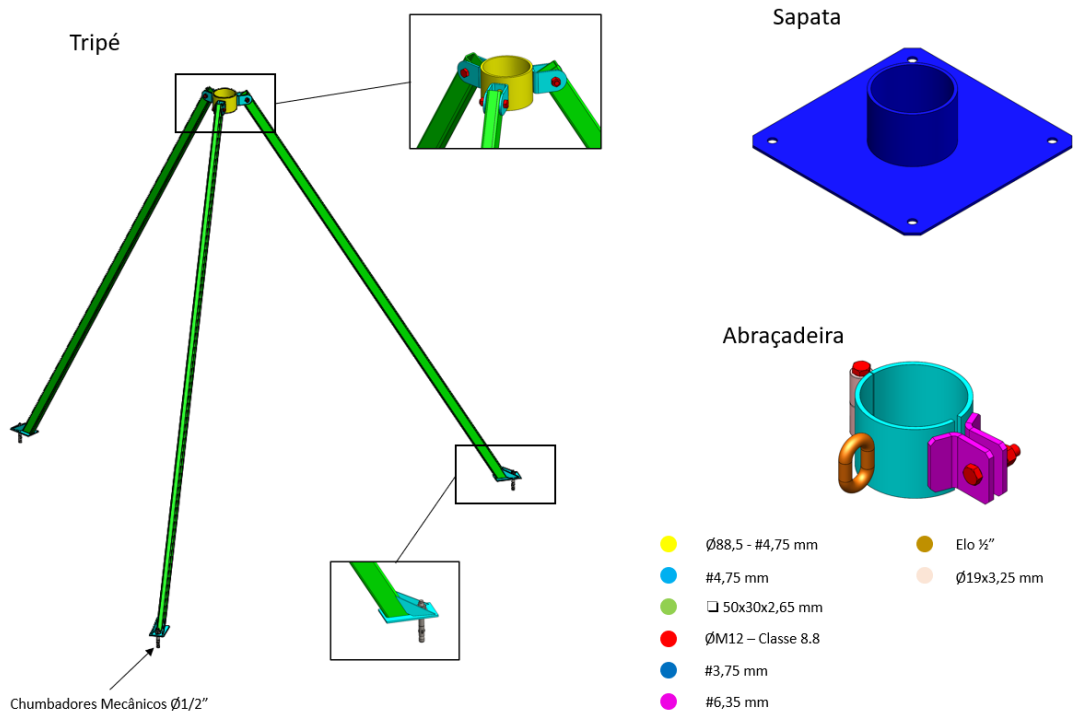 Tripé
Sapata
Abraçadeira
Ø88,5 - #4,75 mm
#4,75 mm
❑ 50x30x2,65 mm
ØM12 – Classe 8.8
#3,75 mm
#6,35 mm
Elo ½”
Ø19x3,25 mm
Chumbadores Mecânicos Ø1/2”